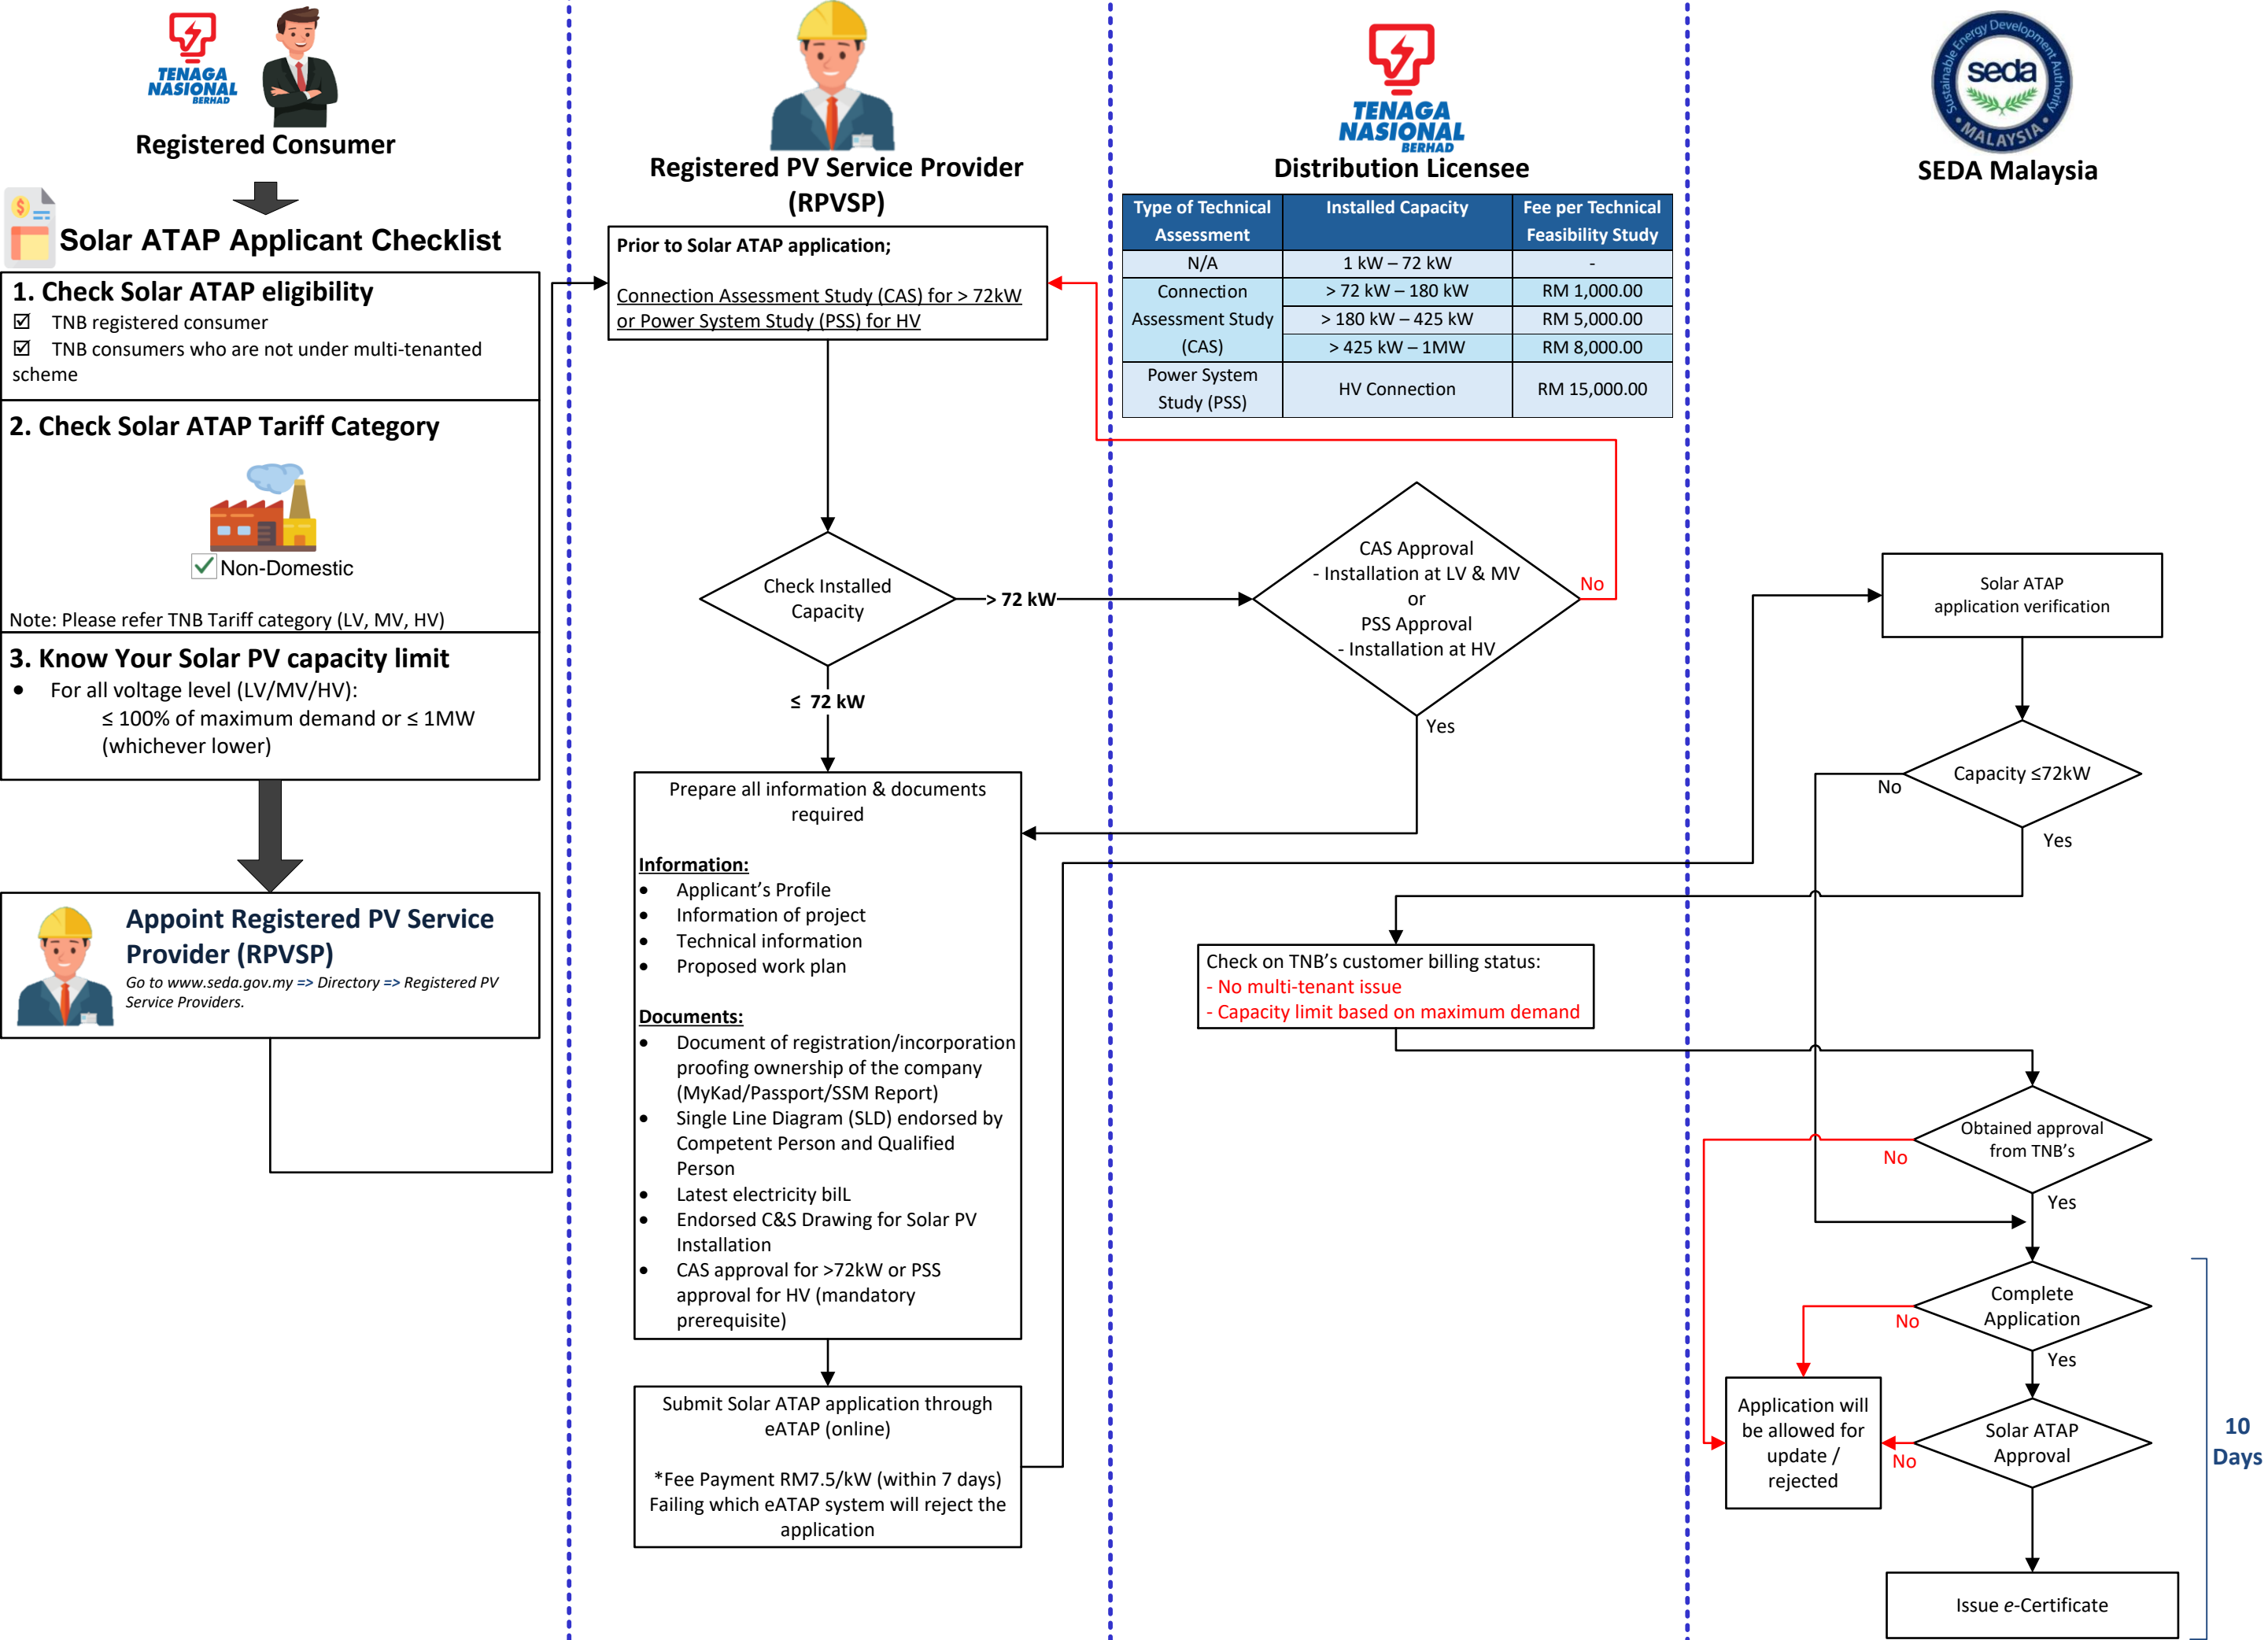 TENAGA
NASIONAL
BERHAD
Registered Consumer
Solar ATAP Applicant Checklist
1. Check Solar ATAP eligibility
☑ TNB registered consumer
☑ TNB consumers who are not under multi-tenanted
scheme
2. Check Solar ATAP Tariff Category
Non-Domestic
Note: Please refer TNB Tariff category (LV, MV, HV)
3. Know Your Solar PV capacity limit
• For all voltage level (LV/MV/HV):
≤ 100% of maximum demand or ≤ 1MW
(whichever lower)
Appoint Registered PV Service
Provider (RPVSP)
Go to www.seda.gov.my => Directory => Registered PV
Service Providers.
Registered PV Service Provider
(RPVSP)
Prior to Solar ATAP application;
Connection Assessment Study (CAS) for > 72kW
or Power System Study (PSS) for HV
Check Installed
Capacity
> 72 kW
≤ 72 kW
Prepare all information & documents
required
Information:
• Applicant's Profile
• Information of project
• Technical information
• Proposed work plan
Documents:
• Document of registration/incorporation
proofing ownership of the company
(MyKad/Passport/SSM Report)
• Single Line Diagram (SLD) endorsed by
Competent Person and Qualified
Person
• Latest electricity bilL
• Endorsed C&S Drawing for Solar PV
Installation
• CAS approval for >72kW or PSS
approval for HV (mandatory
prerequisite)
Submit Solar ATAP application through
eATAP (online)
*Fee Payment RM7.5/kW (within 7 days)
Failing which eATAP system will reject the
application
TENAGA
NASIONAL
BERHAD
Distribution Licensee
Type of Technical
Assessment
Installed Capacity
Fee per Technical
Feasibility Study
N/A
1 kW – 72 kW
-
Connection
Assessment Study
(CAS)
> 72 kW – 180 kW
RM 1,000.00
> 180 kW – 425 kW
RM 5,000.00
> 425 kW – 1MW
RM 8,000.00
Power System
Study (PSS)
HV Connection
RM 15,000.00
CAS Approval
- Installation at LV & MV
or
PSS Approval
- Installation at HV
No
Yes
Check on TNB's customer billing status:
- No multi-tenant issue
- Capacity limit based on maximum demand
Sustainable Energy Development Authority
seda
• MALAYSIA •
SEDA Malaysia
Solar ATAP
application verification
Capacity ≤72kW
No
Yes
Obtained approval
from TNB's
No
Yes
Complete
Application
No
Yes
Application will
be allowed for
update /
rejected
Solar ATAP
Approval
No
10
Days
Issue e-Certificate